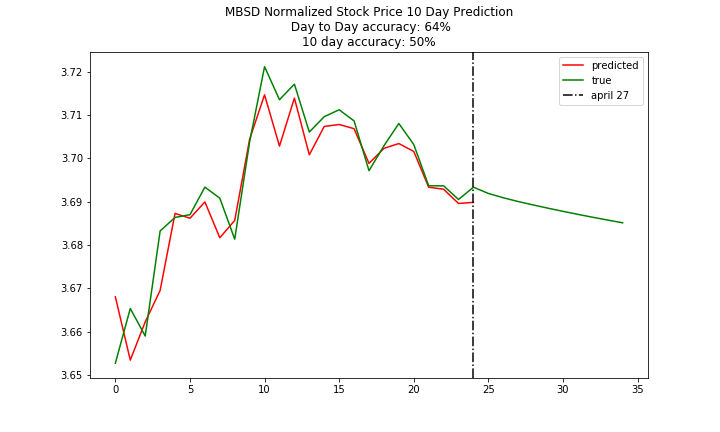 MBSD Normalized Stock Price 10 Day Prediction
Day to Day accuracy: 64%
10 day accuracy: 50%
predicted
true
april 27
3.72
3.71
3.70
3.69
3.68
3.67
3.66
3.65
0 5 10 15 20 25 30 35